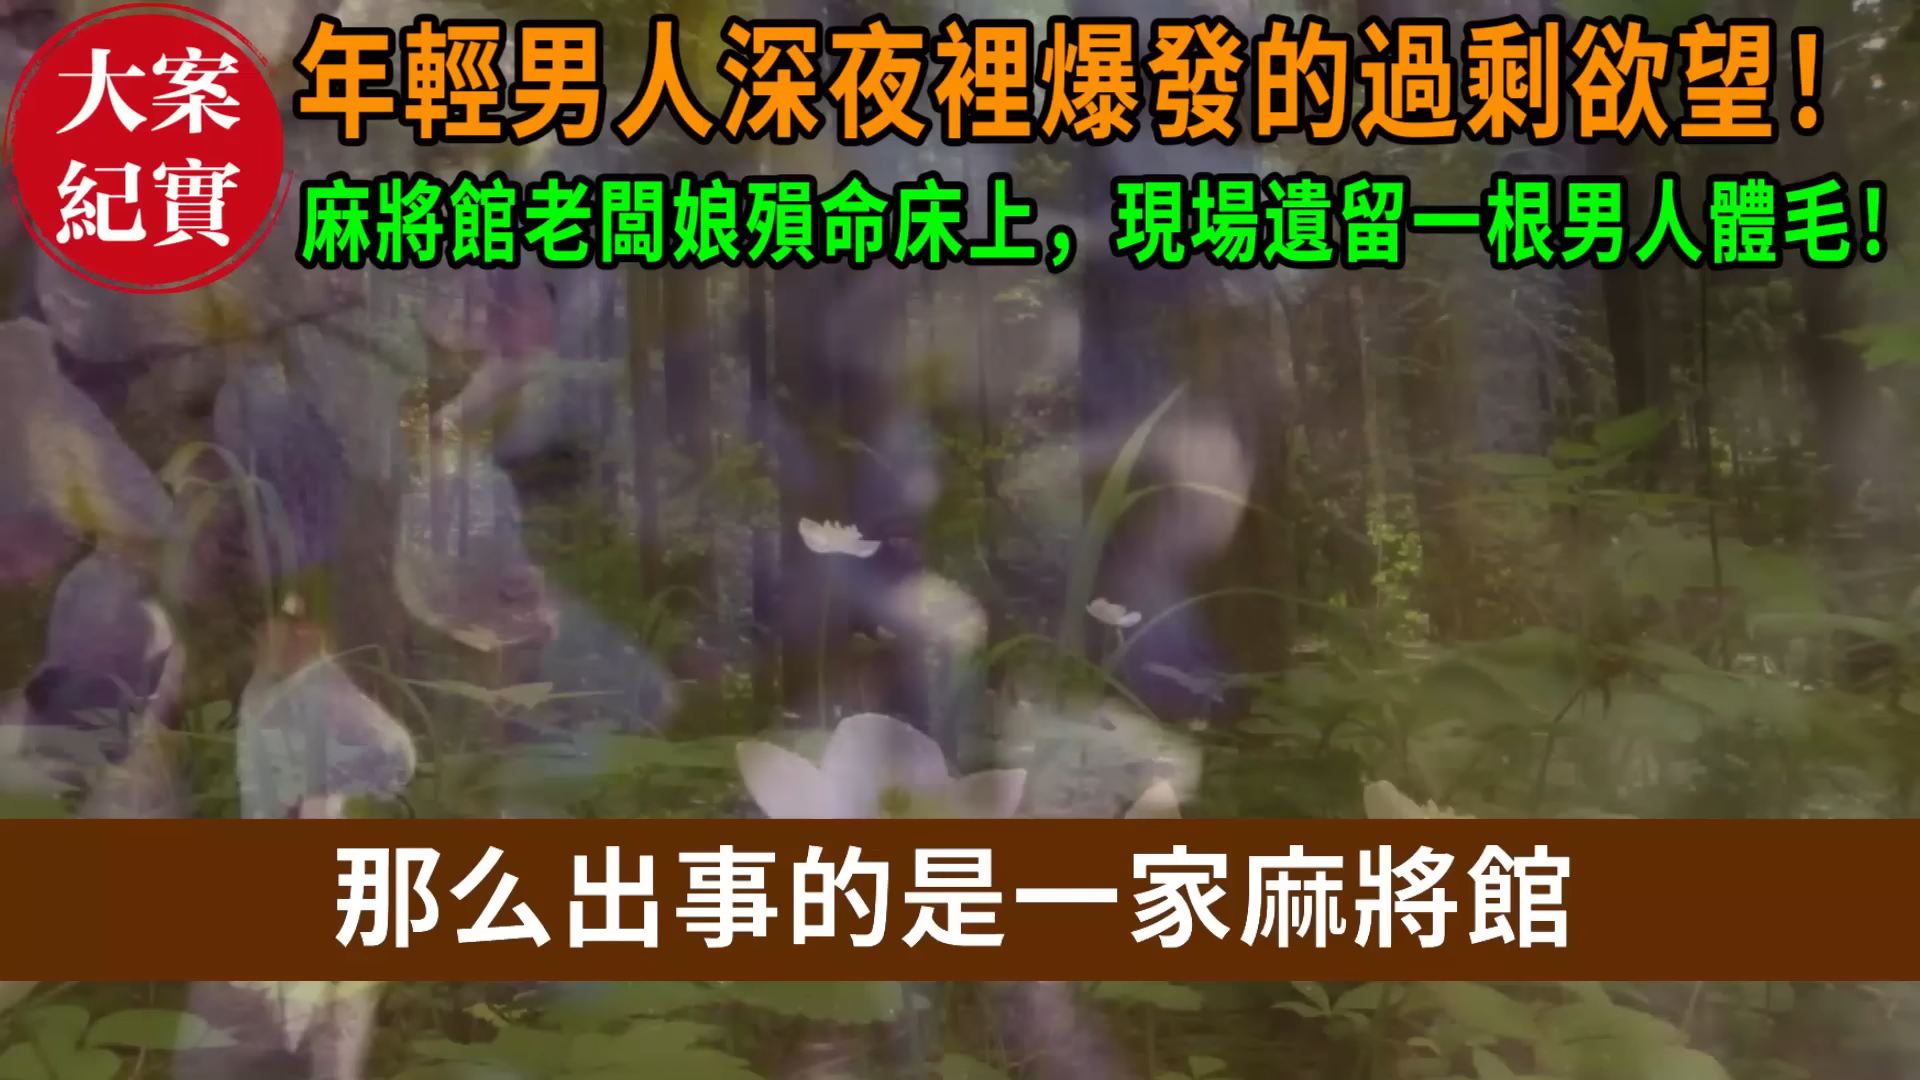 大案
紀實
年輕男人深夜裡爆發的過剩欲望！
麻將館老闆娘殞命床上，現場遺留一根男人體毛！
那么出事的是一家麻將館